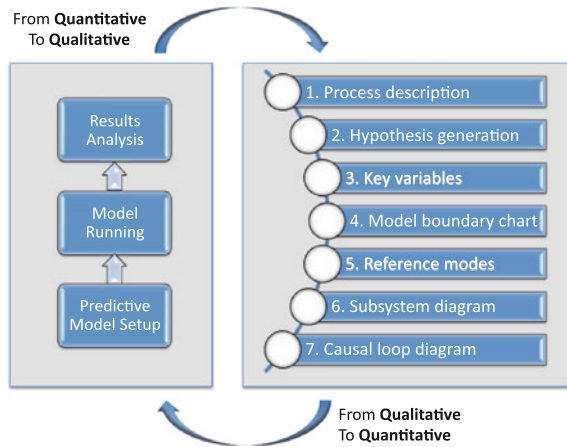 From Quantitative
To Qualitative
Results
Analysis
Model
Running
Predictive
Model Setup
1. Process description
2. Hypothesis generation
3. Key variables
4. Model boundary chart
5. Reference modes
6. Subsystem diagram
7. Causal loop diagram
From Qualitative
To Quantitative